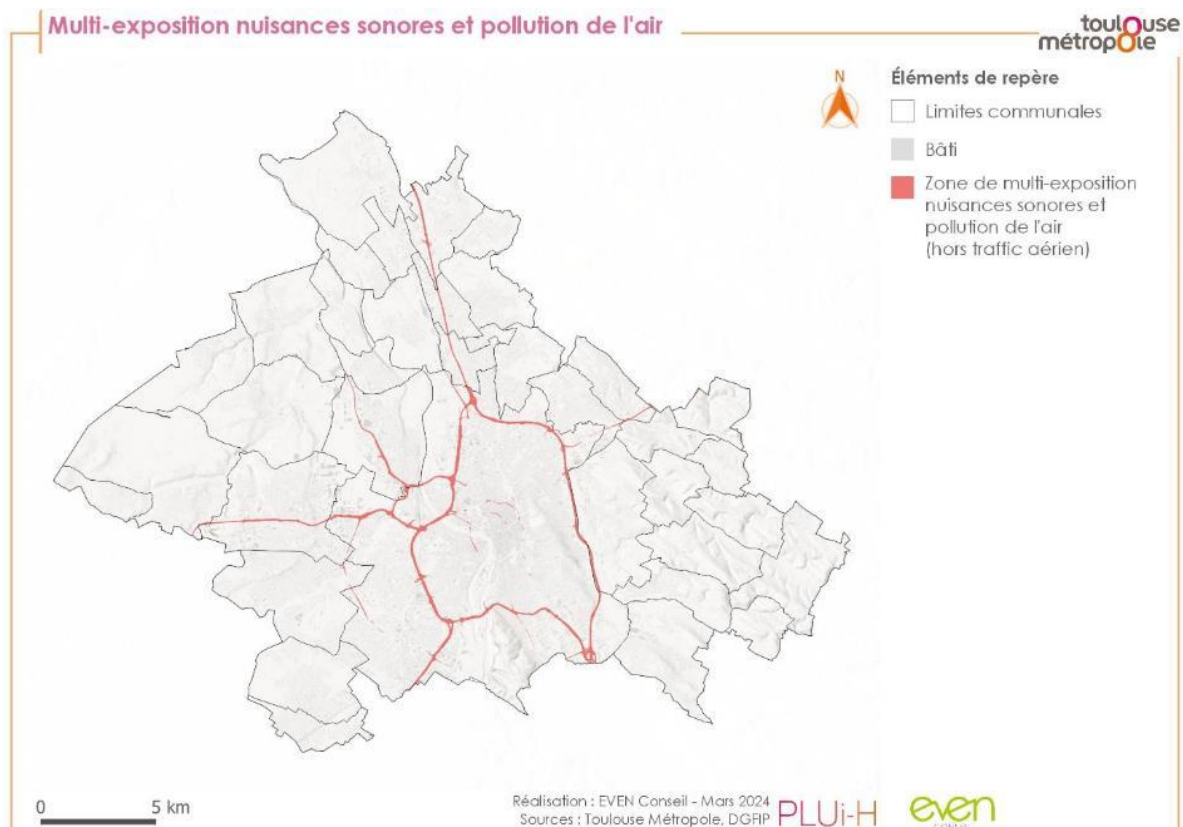 Multi-exposition nuisances sonores et pollution de l'air
toulouse
métropole
N
Éléments de repère
Limites communales
Bâti
Zone de multi-exposition
nuisances sonores et
pollution de l'air
(hors traffic aérien)
0 5 km
Réalisation : EVEN Conseil - Mars 2024
Sources : Toulouse Métropole, DGFIP
PLUi-H
even